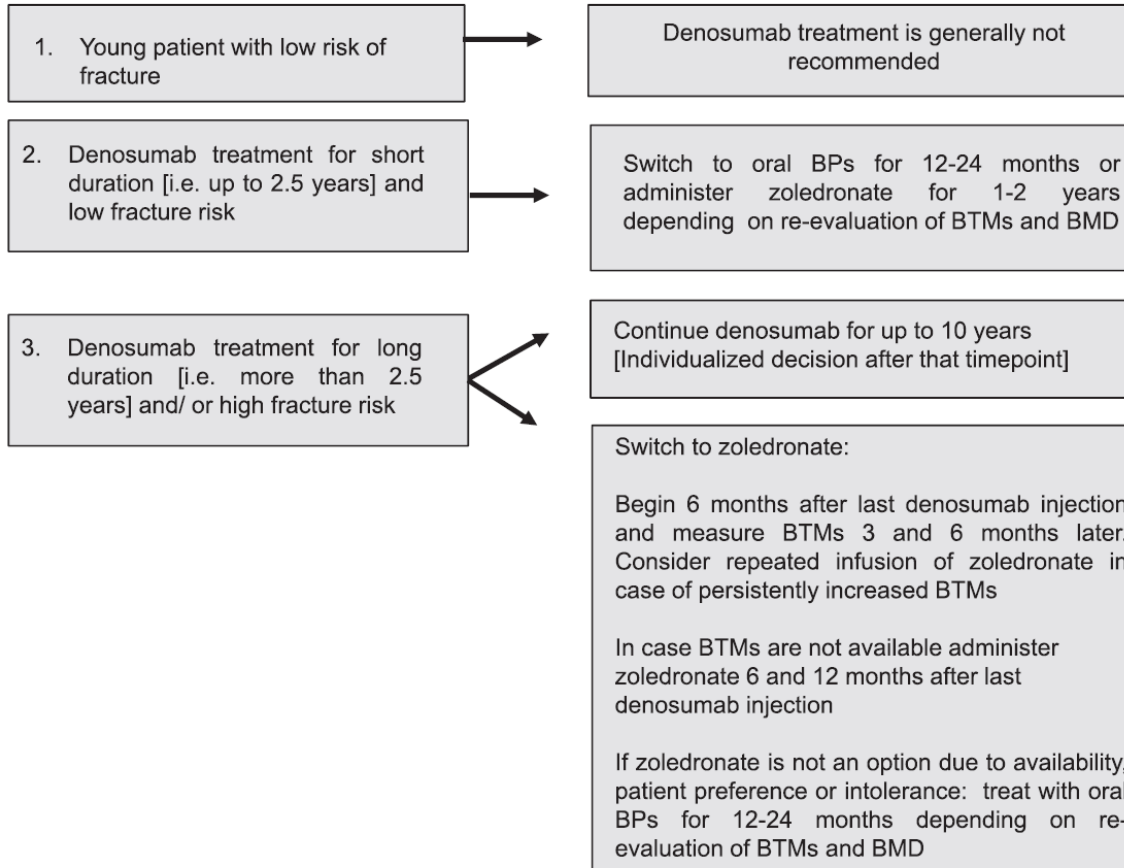 1. Young patient with low risk of
fracture
Denosumab treatment is generally not
recommended
2. Denosumab treatment for short
duration [i.e. up to 2.5 years] and
low fracture risk
Switch to oral BPs for 12-24 months or
administer zoledronate for 1-2 years
depending on re-evaluation of BTMs and BMD
3. Denosumab treatment for long
duration [i.e. more than 2.5
years] and/ or high fracture risk
Continue denosumab for up to 10 years
[Individualized decision after that timepoint]
Switch to zoledronate:
Begin 6 months after last denosumab injection
and measure BTMs 3 and 6 months later.
Consider repeated infusion of zoledronate in
case of persistently increased BTMs
In case BTMs are not available administer
zoledronate 6 and 12 months after last
denosumab injection
If zoledronate is not an option due to availability,
patient preference or intolerance: treat with oral
BPs for 12-24 months depending on re-
evaluation of BTMs and BMD